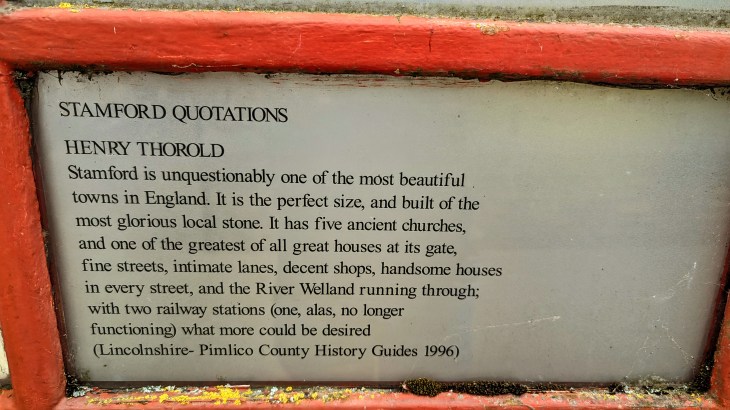 STAMFORD QUOTATIONS
HENRY THOROLD
Stamford is unquestionably one of the most beautiful
towns in England. It is the perfect size, and built of the
most glorious local stone. It has five ancient churches,
and one of the greatest of all great houses at its gate,
fine streets, intimate lanes, decent shops, handsome houses
in every street, and the River Welland running through;
with two railway stations (one, alas, no longer
functioning) what more could be desired
(Lincolnshire- Pimlico County History Guides 1996)